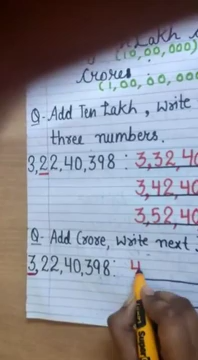 Lakh
(10,00,000)
Crores :
(1,00,00,000
Q- Add Ten Lakh, Write
three numbers.
3,22,40,398 : 3,32,40
3,42,40
3,52,40
Q- Add Crore, Write next
3,22,40,398: 4